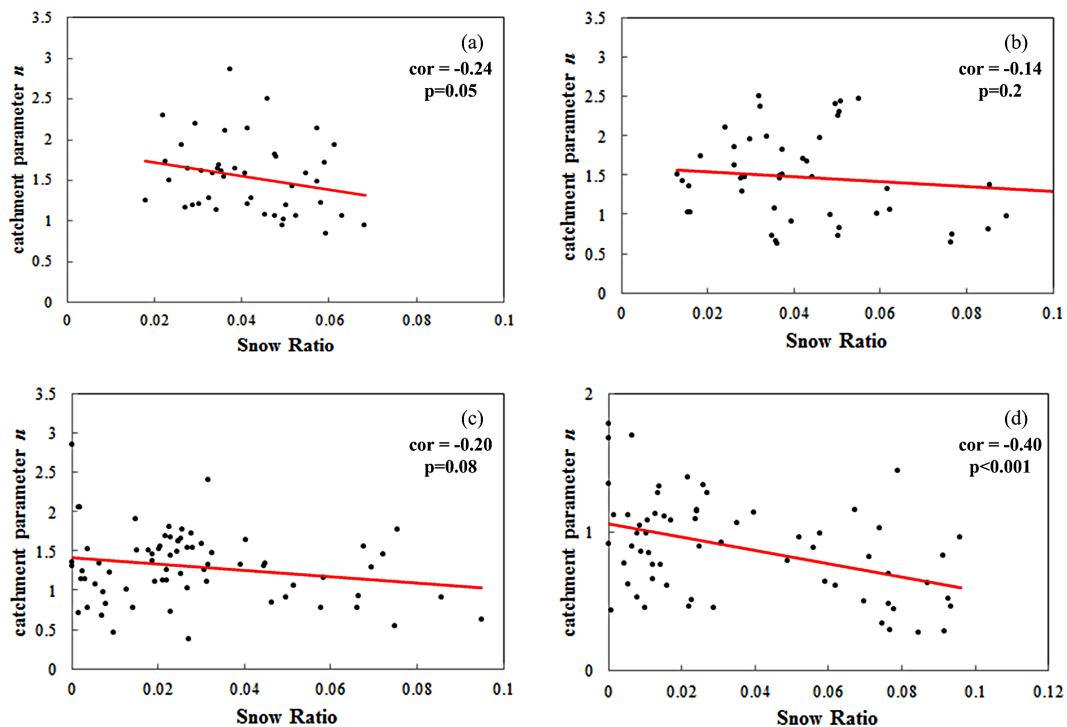 3.5
3
2.5
2
1.5
1
0.5
0
catchment parameter n
(a)
cor = -0.24
p=0.05
0 0.02 0.04 0.06 0.08 0.1
Snow Ratio
3.5
3
2.5
2
1.5
1
0.5
0
catchment parameter n
(b)
cor = -0.14
p=0.2
0 0.02 0.04 0.06 0.08 0.1
Snow Ratio
3.5
3
2.5
2
1.5
1
0.5
0
catchment parameter n
(c)
cor = -0.20
p=0.08
0 0.02 0.04 0.06 0.08 0.1
Snow Ratio
2
1
0
catchment parameter n
(d)
cor = -0.40
p<0.001
0 0.02 0.04 0.06 0.08 0.1 0.12
Snow Ratio